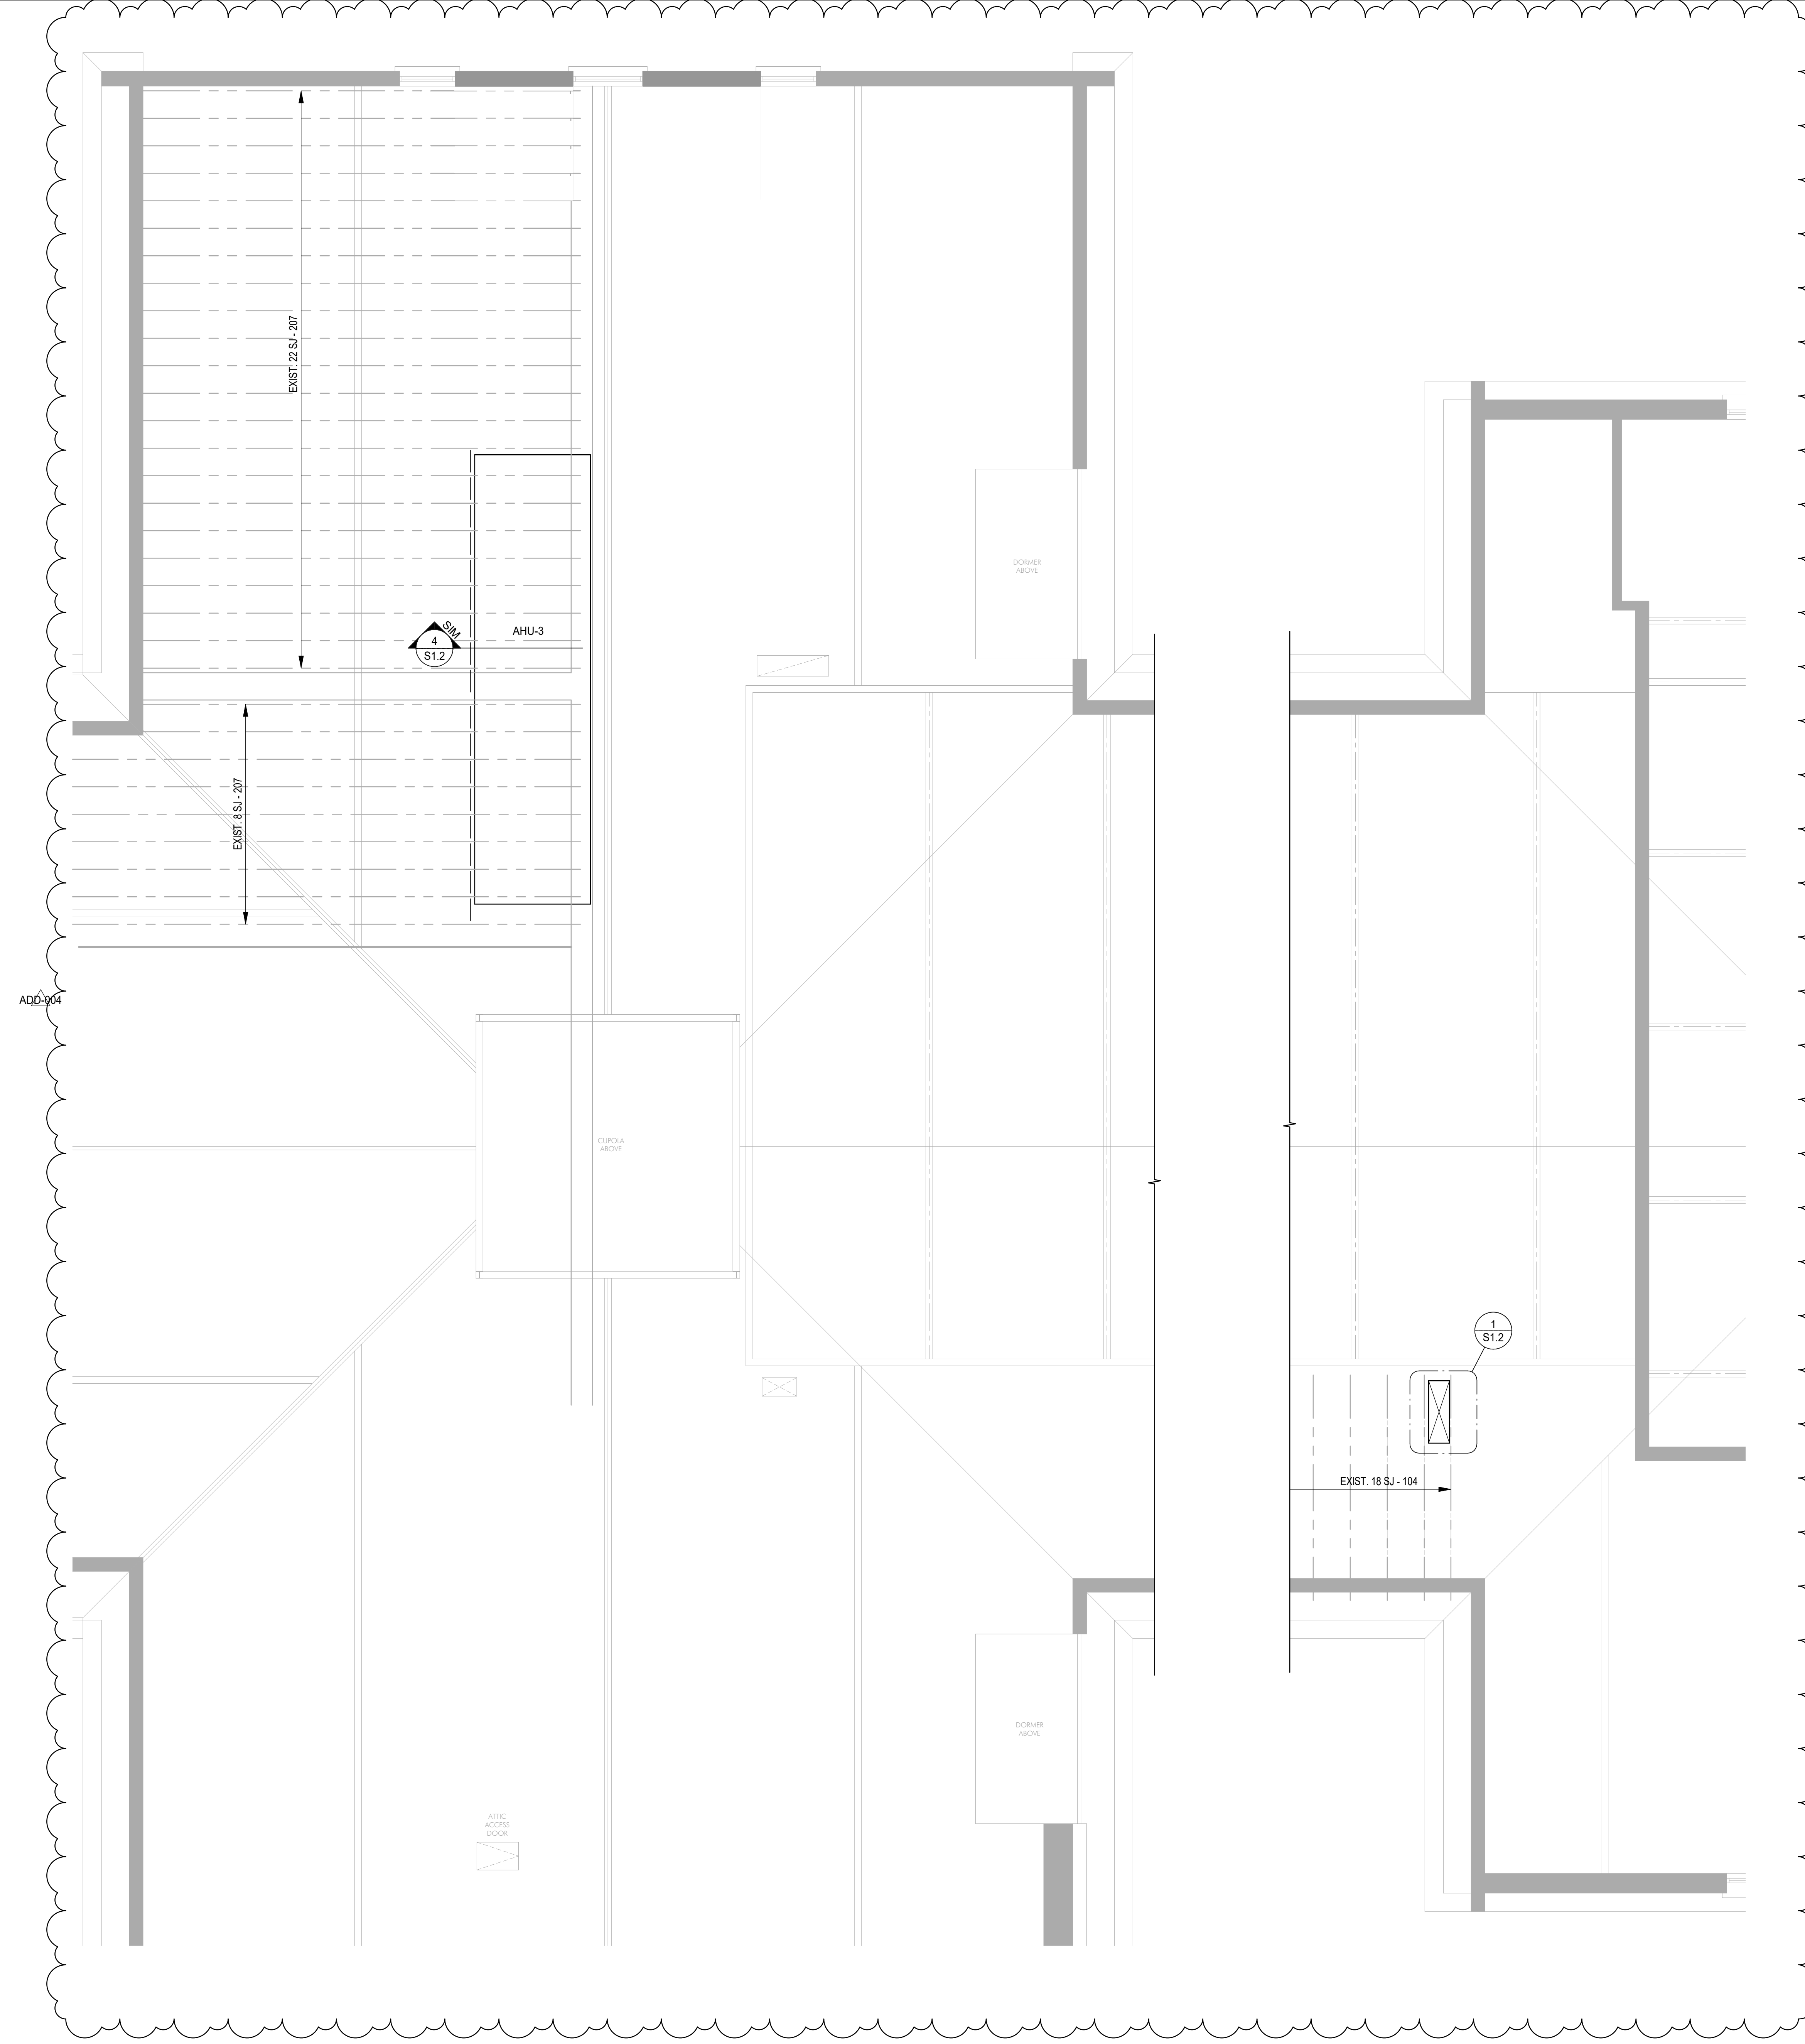 EXIST. 22 SJ - 207
DORMER
ABOVE
SIM
4
S1.2
AHU-3
EXIST. 8 SJ - 207
ADD-004
CUPOLA
ABOVE
1
S1.2
EXIST. 18 SJ - 104
DORMER
ABOVE
ATTIC
ACCESS
DOOR